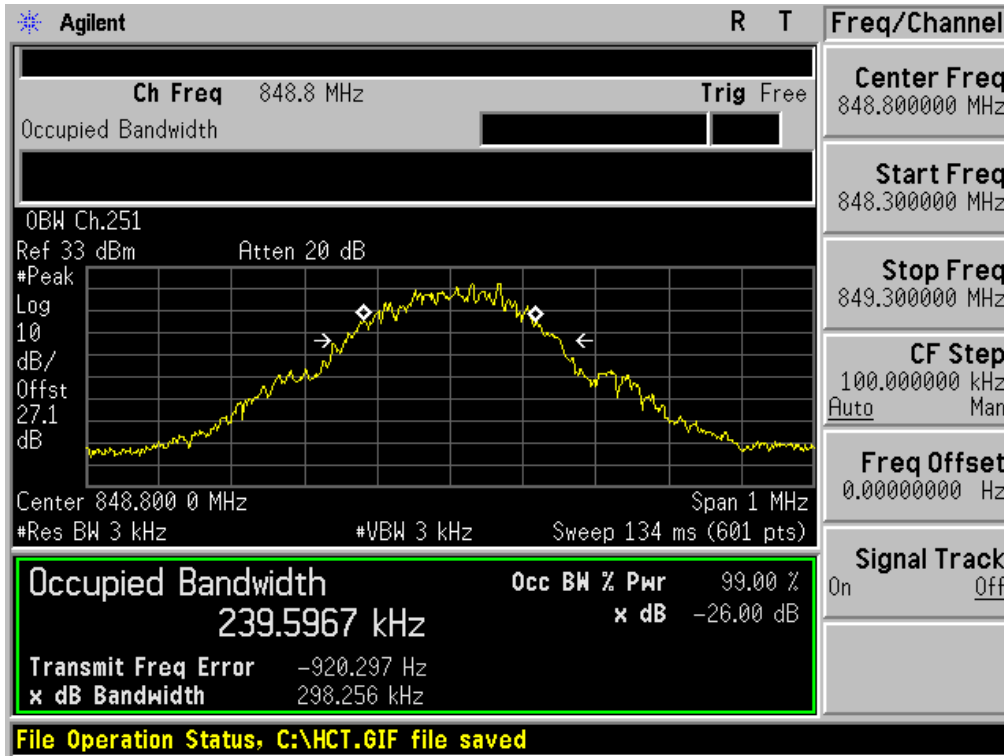 Agilent R T
Freq/Channel
Ch Freq 848.8 MHz Trig Free
Occupied Bandwidth
Center Freq
848.800000 MHz
Start Freq
848.300000 MHz
Stop Freq
849.300000 MHz
CF Step
100.000000 kHz
Auto Man
Freq Offset
0.00000000 Hz
Signal Track
On Off
OBW Ch.251
Ref 33 dBm Atten 20 dB
#Peak
Log
10
dB/
Offst
27.1
dB
Center 848.800 0 MHz Span 1 MHz
#Res BW 3 kHz #VBW 3 kHz Sweep 134 ms (601 pts)
Occupied Bandwidth Occ BW % Pwr 99.00 %
239.5967 kHz x dB -26.00 dB
Transmit Freq Error -920.297 Hz
x dB Bandwidth 298.256 kHz
File Operation Status, C:\HCT.GIF file saved